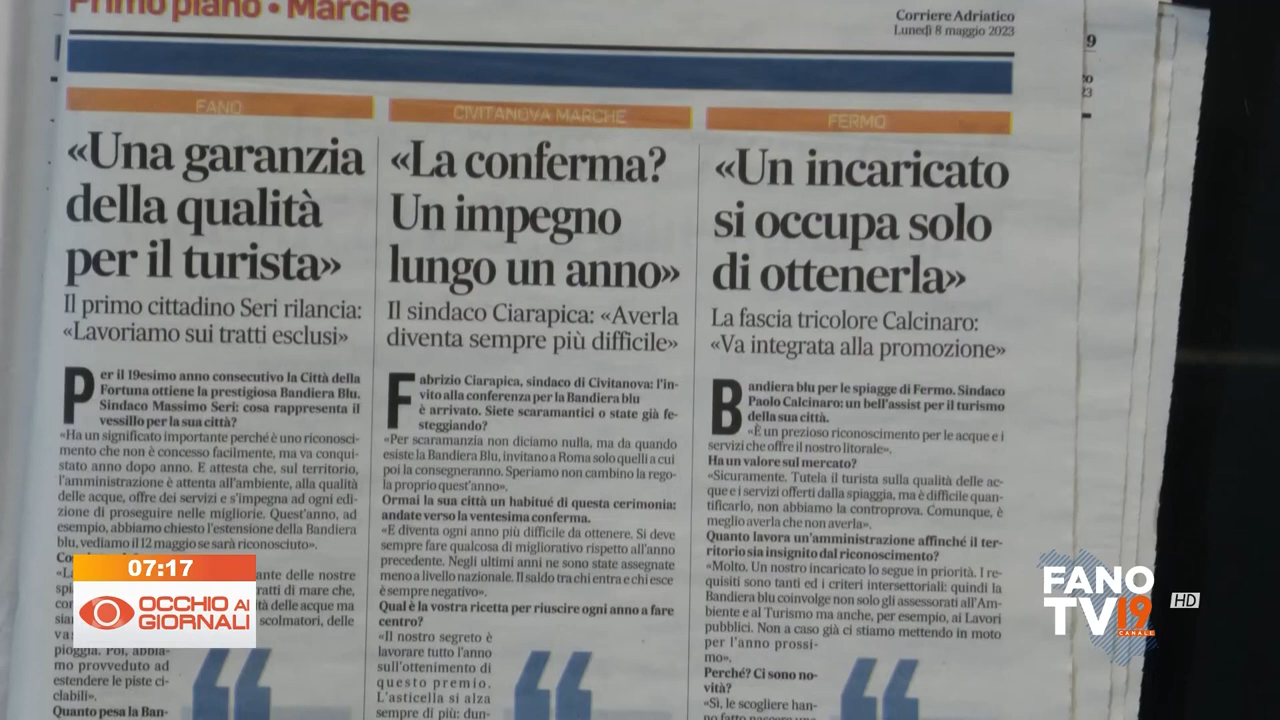 Primo piano • Marche
Corriere Adriatico
Lunedì 8 maggio 2023
9
23
FANO
«Una garanzia
della qualità
per il turista»
Il primo cittadino Seri rilancia:
«Lavoriamo sui tratti esclusi»
Per il 19esimo anno consecutivo la Città della
Fortuna ottiene la prestigiosa Bandiera Blu.
Sindaco Massimo Seri: cosa rappresenta il
vessillo per la sua città?
«Ha un significato importante perché è uno riconosci-
mento che non è concesso facilmente, ma va conqui-
stato anno dopo anno. E attesta che, sul territorio,
l'amministrazione è attenta all'ambiente, alla qualità
delle acque, offre dei servizi e s'impegna ad ogni edi-
zione di proseguire nelle migliorie. Quest'anno, ad
esempio, abbiamo chiesto l'estensione della Bandiera
blu, vediamo il 12 maggio se sarà riconosciuto».
ante delle nostre
ratti di mare che,
tà delle acque ma
scolmatori, delle
pioggia. Poi, abbia-
mo provveduto ad
estendere le piste ci-
clabili».
Quanto pesa la Ban-
CIVITANOVA MARCHE
«La conferma?
Un impegno
lungo un anno»
Il sindaco Ciarapica: «Averla
diventa sempre più difficile»
Fabrizio Ciarapica, sindaco di Civitanova: l'in-
vito alla conferenza per la Bandiera blu
è arrivato. Siete scaramantici o state già fe-
steggiando?
«Per scaramanzia non diciamo nulla, ma da quando
esiste la Bandiera Blu, invitano a Roma solo quelli a cui
poi la consegneranno. Speriamo non cambino la rego-
la proprio quest'anno».
Ormai la sua città un habitué di questa cerimonia:
andate verso la ventesima conferma.
«E diventa ogni anno più difficile da ottenere. Si deve
sempre fare qualcosa di migliorativo rispetto all'anno
precedente. Negli ultimi anni ne sono state assegnate
meno a livello nazionale. Il saldo tra chi entra e chi esce
è sempre negativo».
Qual è la vostra ricetta per riuscire ogni anno a fare
centro?
«Il nostro segreto è
lavorare tutto l'anno
sull'ottenimento di
questo premio.
L'asticella si alza
sempre di più: dun-
FERMO
«Un incaricato
si occupa solo
di ottenerla»
La fascia tricolore Calcinaro:
«Va integrata alla promozione»
Bandiera blu per le spiagge di Fermo. Sindaco
Paolo Calcinaro: un bell'assist per il turismo
della sua città.
«È un prezioso riconoscimento per le acque e i
servizi che offre il nostro litorale».
Ha un valore sul mercato?
«Sicuramente. Tutela il turista sulla qualità delle ac-
que e i servizi offerti dalla spiaggia, ma è difficile quan-
tificarlo, non abbiamo la controprova. Comunque, è
meglio averla che non averla».
Quanto lavora un'amministrazione affinché il ter-
ritorio sia insignito dal riconoscimento?
«Molto. Un nostro incaricato lo segue in priorità. I re-
quisiti sono tanti ed i criteri intersettoriali: quindi la
Bandiera blu coinvolge non solo gli assessorati all'Am-
biente e al Turismo ma anche, per esempio, ai Lavori
pubblici. Non a caso già ci stiamo mettendo in moto
per l'anno prossi-
mo».
Perché? Ci sono no-
vità?
«Sì, le scogliere han-
07:17
OCCHIO AI
GIORNALI
FANO
TV19
CANALE
HD